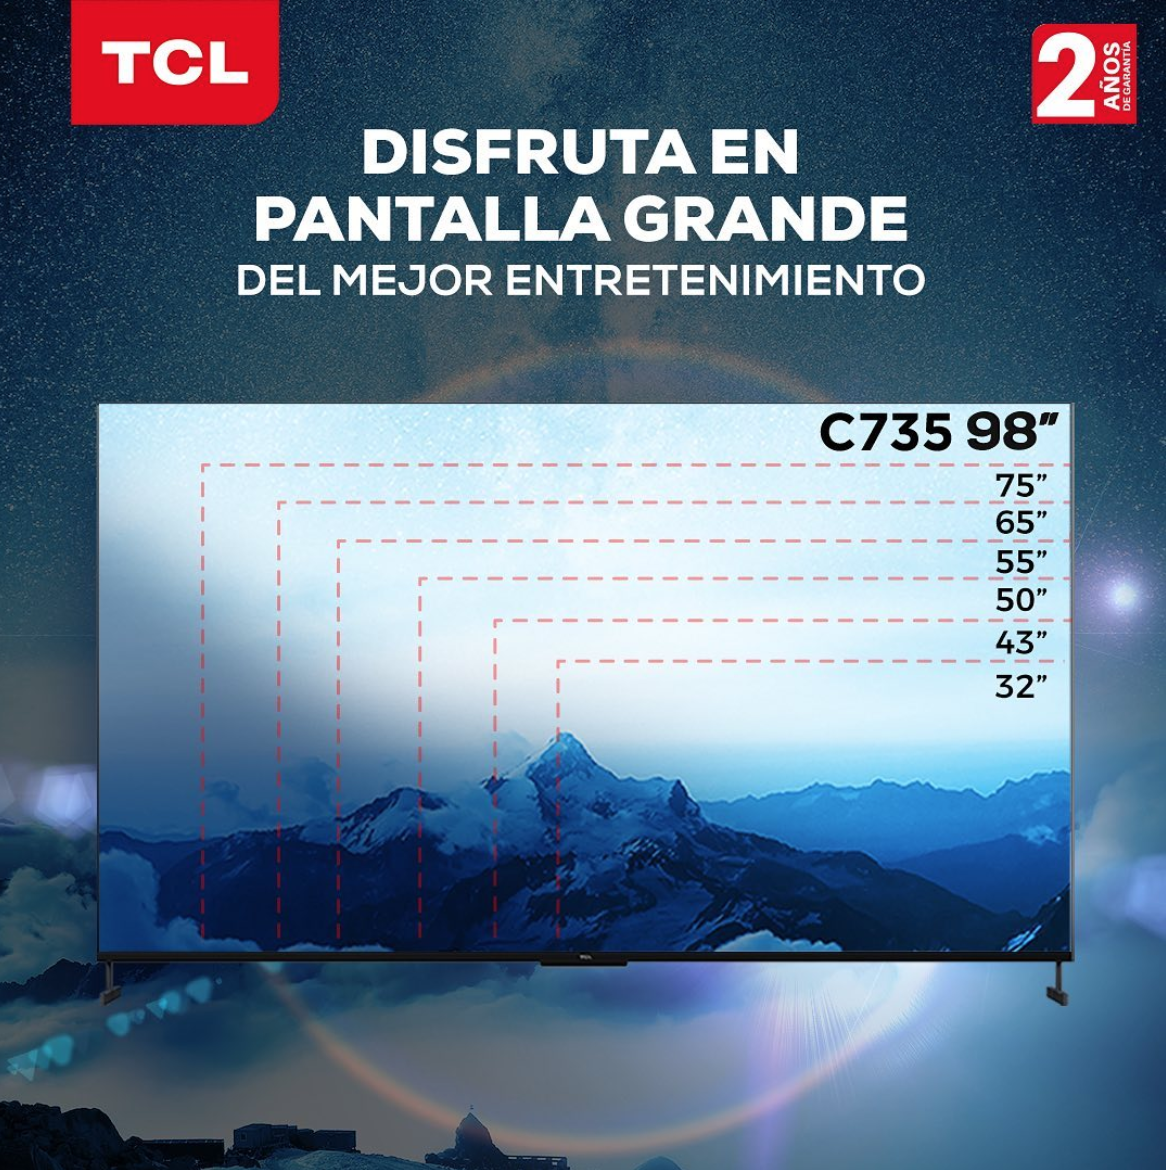 TCL
2 AÑOS DE GARANTÍA
DISFRUTA EN
PANTALLA GRANDE
DEL MEJOR ENTRETENIMIENTO
C735 98”
75”
65”
55”
50”
43”
32”
TCL